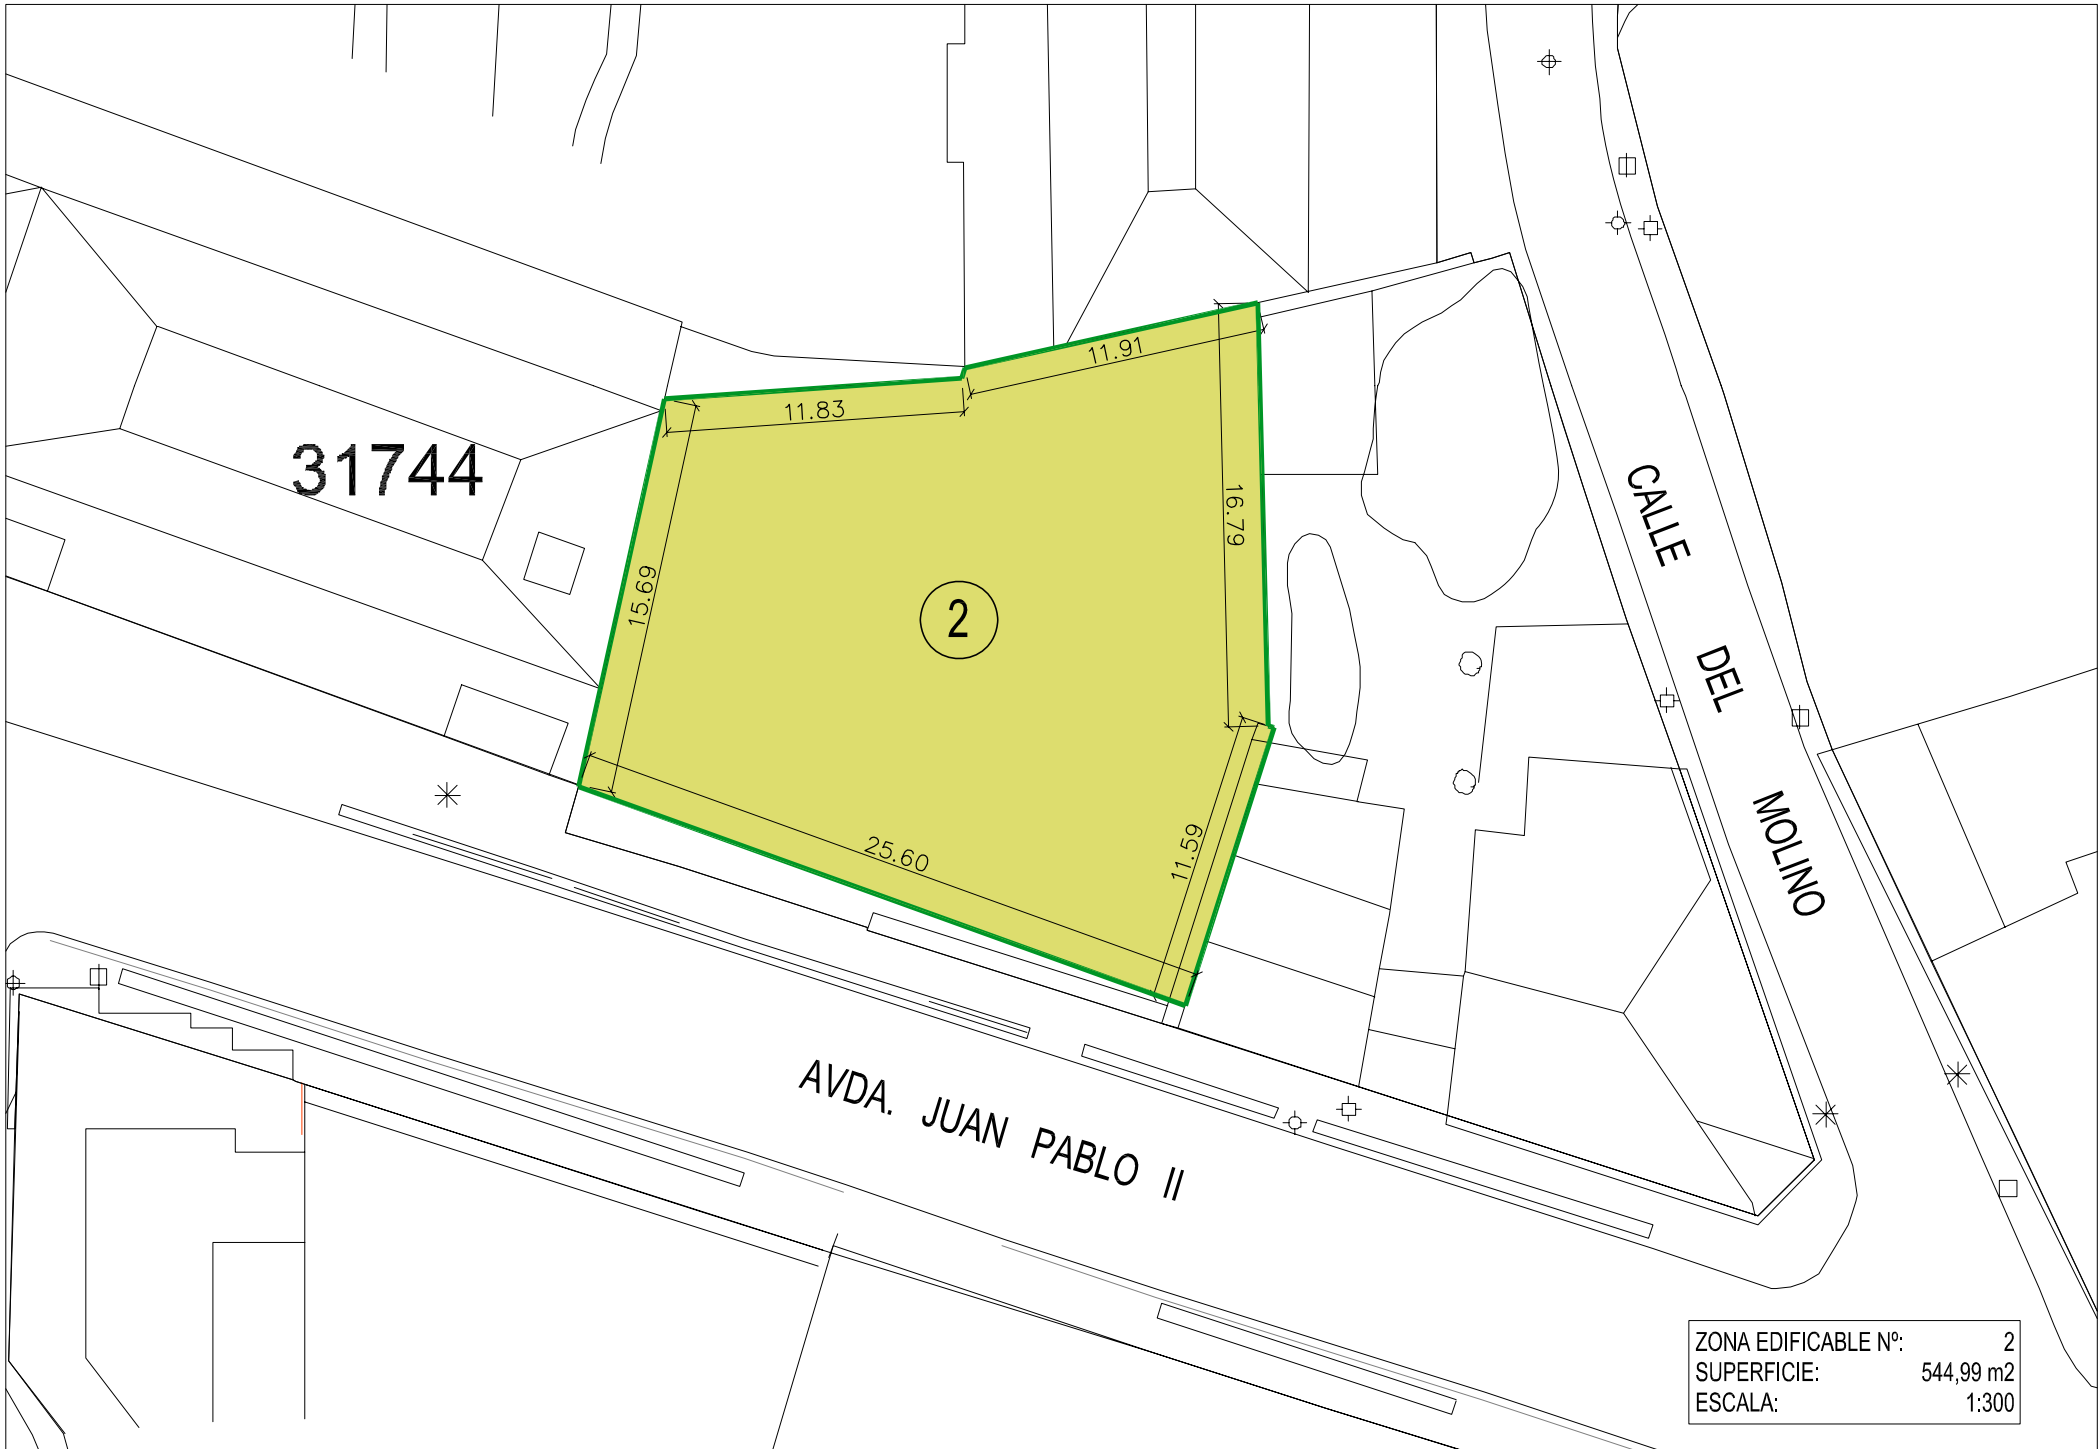 11.91
11.83
31744
16.79
15.69
2
CALLE DEL MOLINO
25.60
11.59
AVDA. JUAN PABLO II
ZONA EDIFICABLE Nº: 2
SUPERFICIE: 544,99 m2
ESCALA: 1:300